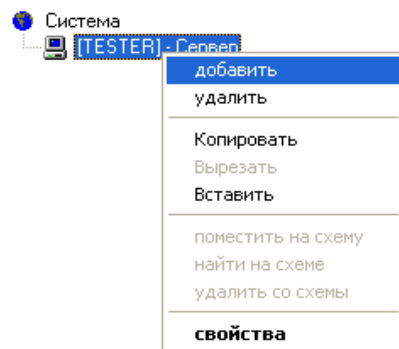 Система
[TESTER] - Сервер
добавить
удалить
Копировать
Вырезать
Вставить
поместить на схему
найти на схеме
удалить со схемы
свойства